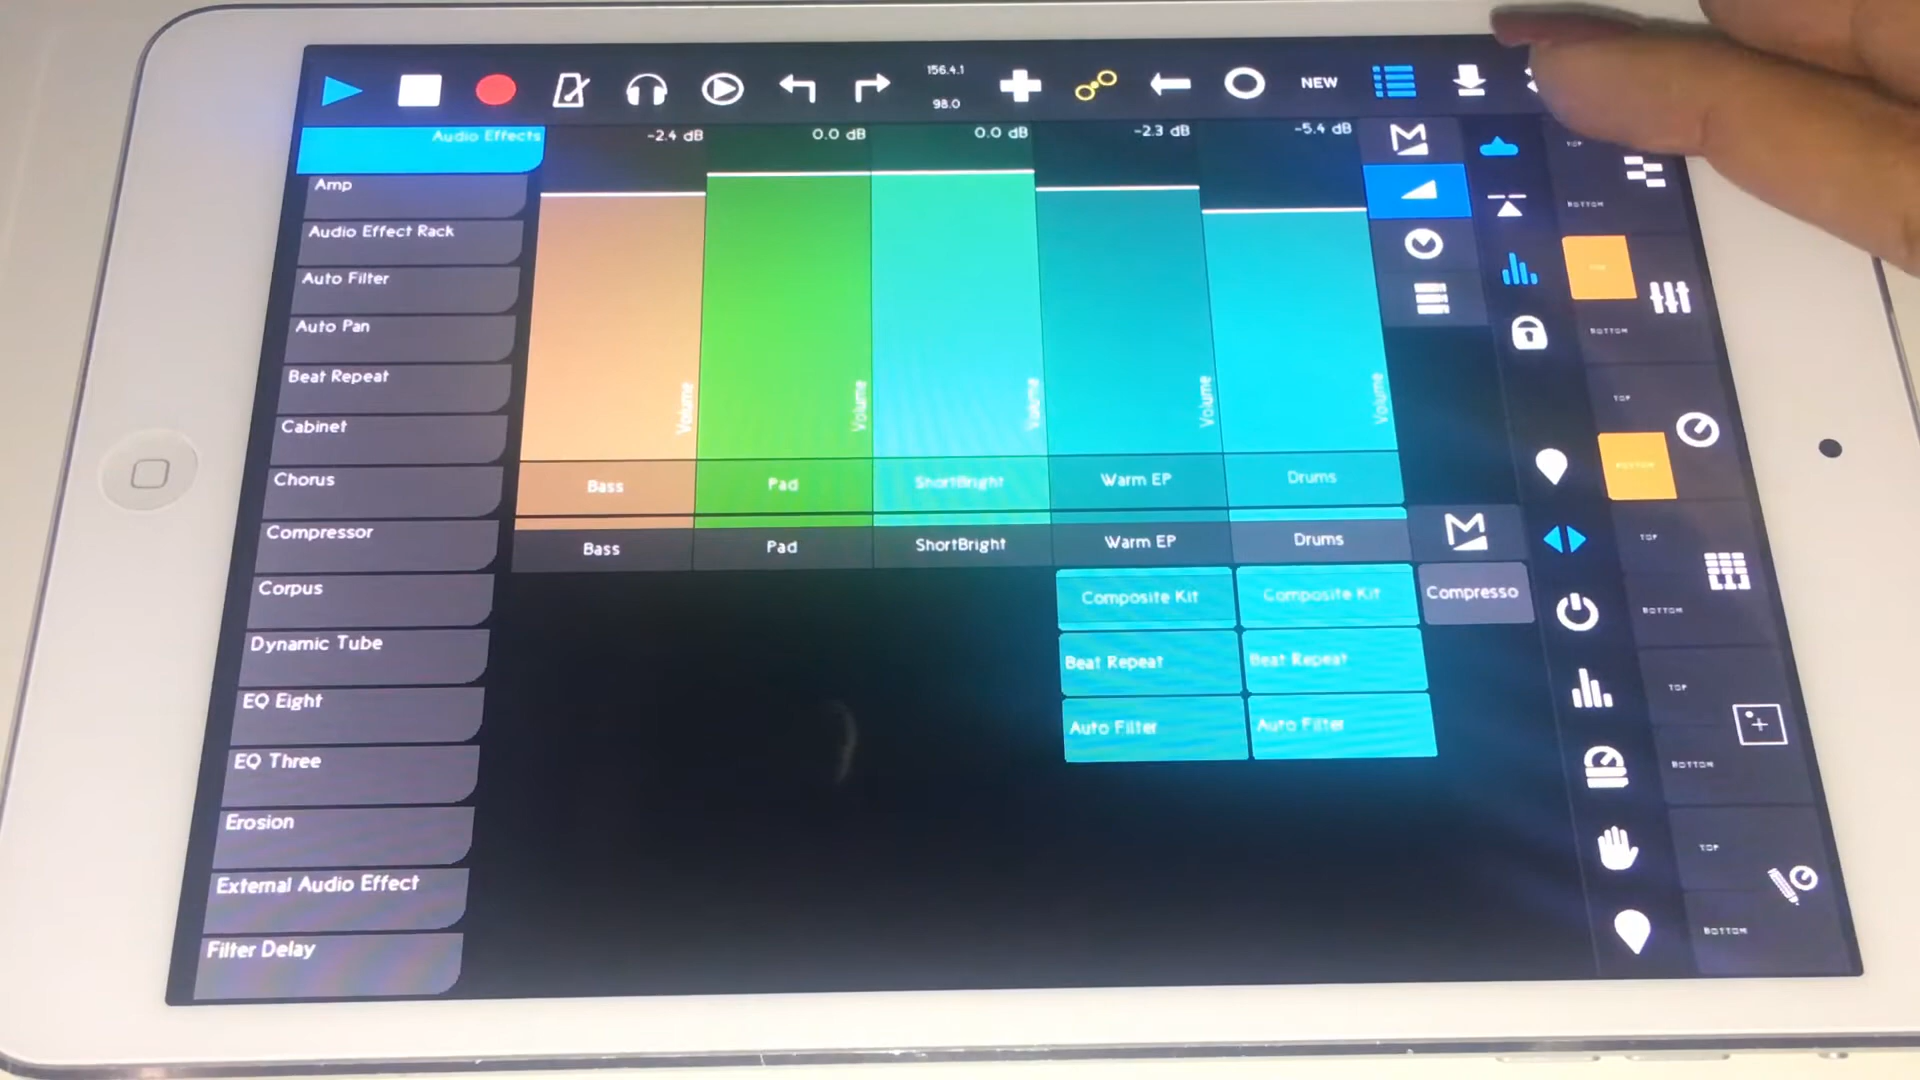 156.4.1
98.0
NEW
Audio Effects
-2.4 dB
0.0 dB
0.0 dB
-2.3 dB
-5.4 dB
Amp
Audio Effect Rack
Auto Filter
Auto Pan
Beat Repeat
Cabinet
Chorus
Compressor
Corpus
Dynamic Tube
EQ Eight
EQ Three
Erosion
External Audio Effect
Filter Delay
Volume
Volume
Volume
Volume
Volume
Bass
Pad
ShortBright
Warm EP
Drums
Bass
Pad
ShortBright
Warm EP
Drums
Composite Kit
Composite Kit
Compresso
Beat Repeat
Beat Repeat
Auto Filter
Auto Filter
TOP
BOTTOM
BOTTOM
TOP
BOTTOM
TOP
BOTTOM
TOP
BOTTOM
TOP
BOTTOM